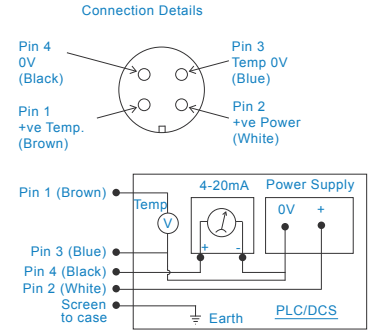 Connection Details
Pin 4
0V
(Black)
Pin 3
Temp 0V
(Blue)
Pin 1
+ve Temp.
(Brown)
Pin 2
+ve Power
(White)
Pin 1 (Brown)
Temp
V
4-20mA
+ -
Power Supply
0V +
Pin 3 (Blue)
Pin 4 (Black)
Pin 2 (White)
Screen
to case
Earth
PLC/DCS